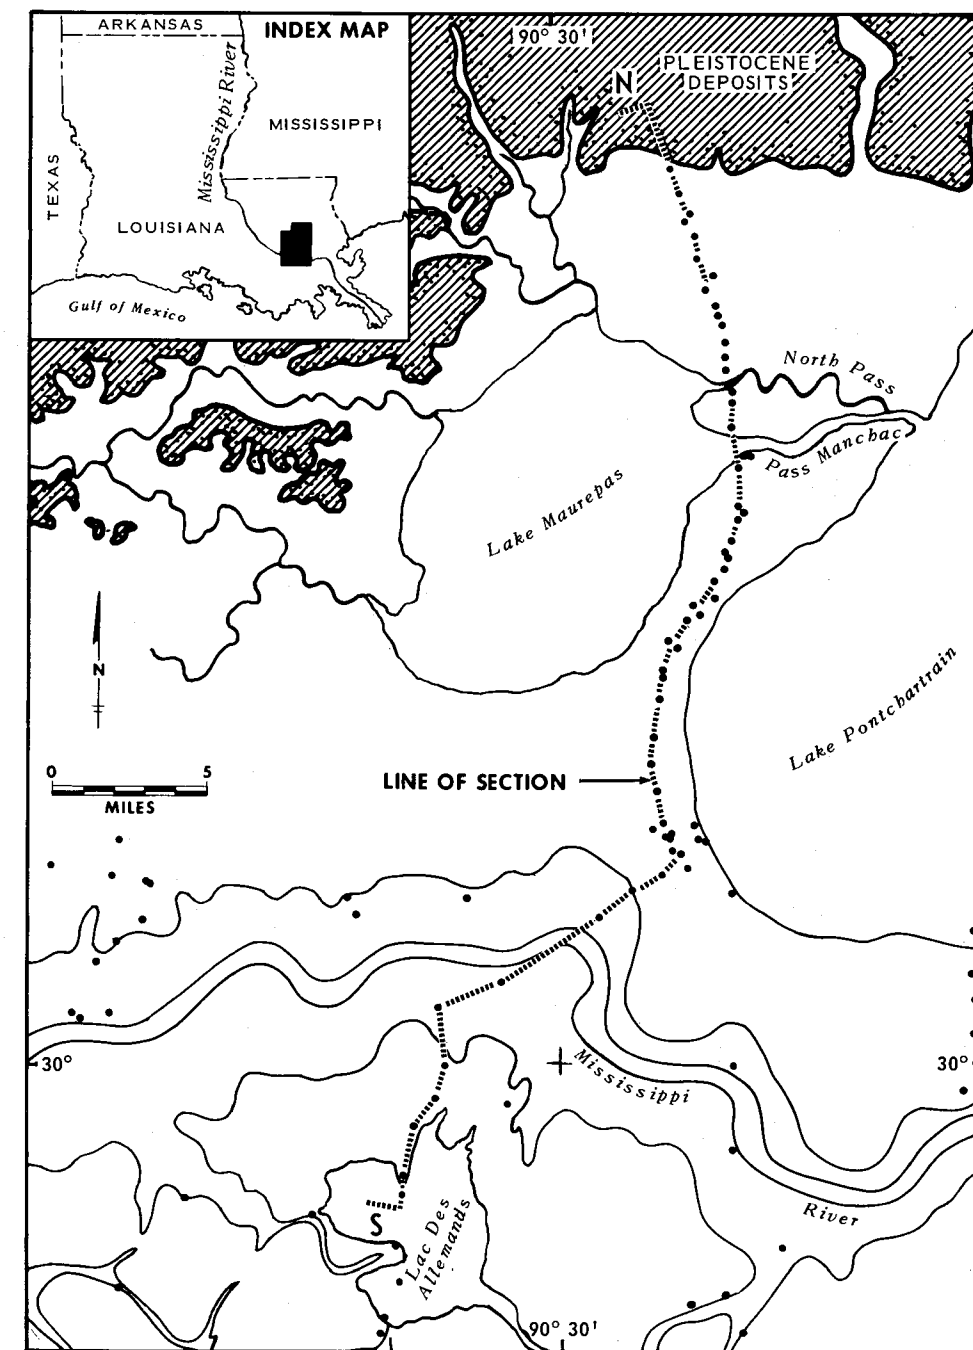 ARKANSAS
INDEX MAP
Mississippi River
MISSISSIPPI
TEXAS
LOUISIANA
Gulf of Mexico
90° 30'
PLEISTOCENE
DEPOSITS
N
North Pass
Pass Manchac
Lake Maurepas
N
Lake Pontchartrain
0 5
MILES
LINE OF SECTION
30°
30°
Mississippi
River
S
Lac Des
Allemands
90° 30'